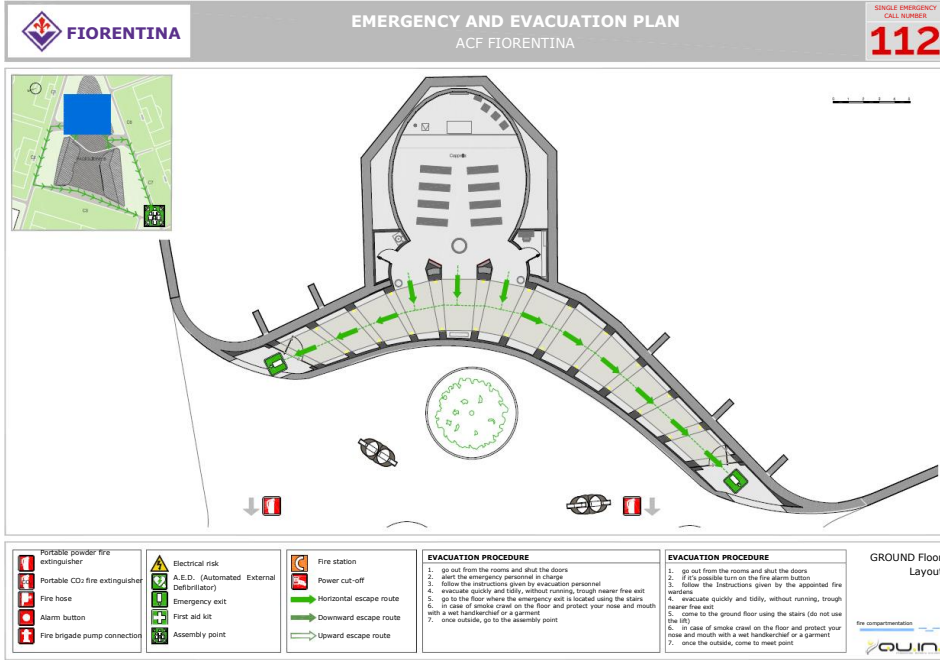 FIORENTINA
EMERGENCY AND EVACUATION PLAN
ACF FIORENTINA
SINGLE EMERGENCY
CALL NUMBER
112
Cappella
Portable powder fire
extinguisher
Portable CO₂ fire extinguisher
Fire hose
Alarm button
Fire brigade pump connection
Electrical risk
A.E.D. (Automated External
Defibrillator)
Emergency exit
First aid kit
Assembly point
Fire station
Power cut-off
Horizontal escape route
Downward escape route
Upward escape route
EVACUATION PROCEDURE
1. go out from the rooms and shut the doors
2. alert the emergency personnel in charge
3. follow the instructions given by evacuation personnel
4. evacuate quickly and tidily, without running, trough nearer free exit
5. go to the floor where the emergency exit is located using the stairs
6. in case of smoke crawl on the floor and protect your nose and mouth
with a wet handkerchief or a garment
7. once outside, go to the assembly point
EVACUATION PROCEDURE
1. go out from the rooms and shut the doors
2. if it's possible turn on the fire alarm button
3. follow the Instructions given by the appointed fire
wardens
4. evacuate quickly and tidily, without running, trough
nearer free exit
5. come to the ground floor using the stairs (do not use
the lift)
6. in case of smoke crawl on the floor and protect your
nose and mouth with a wet handkerchief or a garment
7. once the outside, come to meet point
GROUND Floor
Layou
fire compartmentation